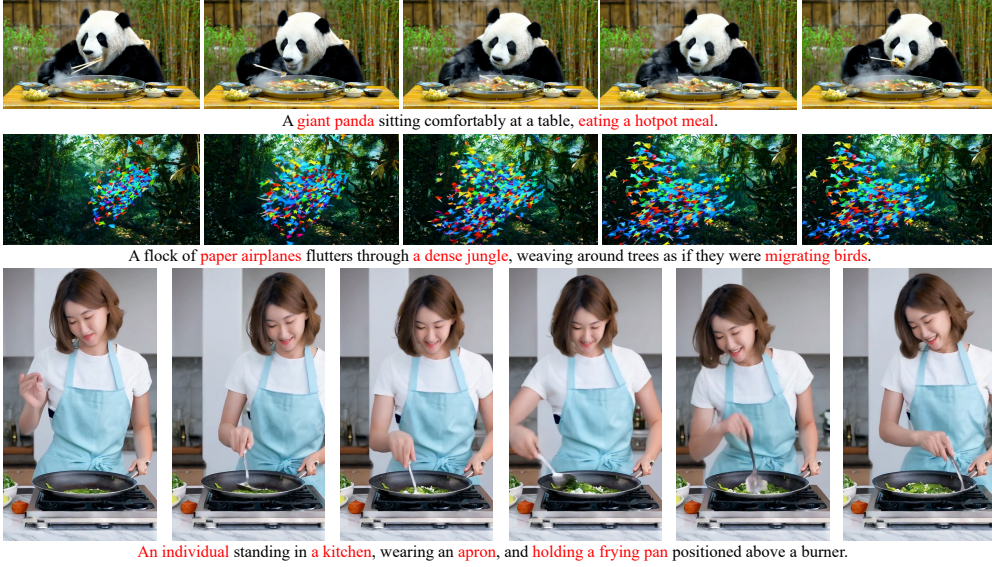 A giant panda sitting comfortably at a table, eating a hotpot meal.
A flock of paper airplanes flutters through a dense jungle, weaving around trees as if they were migrating birds.
An individual standing in a kitchen, wearing an apron, and holding a frying pan positioned above a burner.